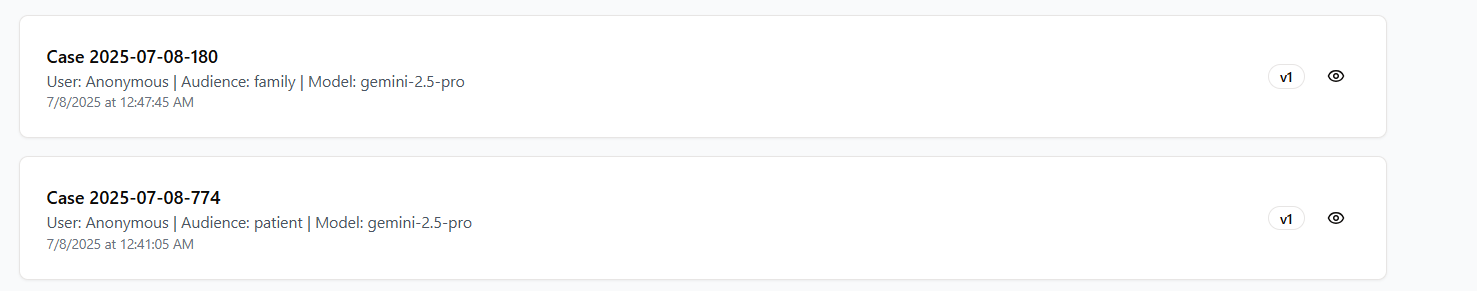 Case 2025-07-08-180
User: Anonymous | Audience: family | Model: gemini-2.5-pro
7/8/2025 at 12:47:45 AM
v1
Case 2025-07-08-774
User: Anonymous | Audience: patient | Model: gemini-2.5-pro
7/8/2025 at 12:41:05 AM
v1